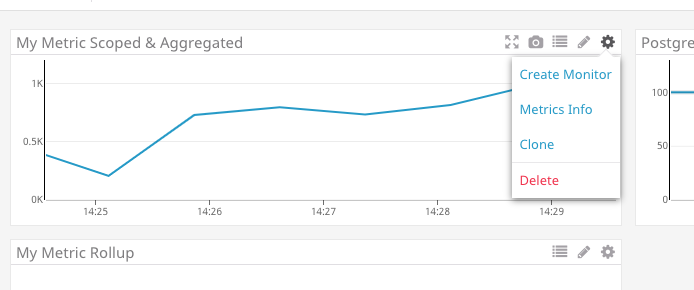 My Metric Scoped & Aggregated
Postgre
Create Monitor
Metrics Info
Clone
Delete
1K
0.5K
0K
14:25
14:26
14:27
14:28
14:29
100
50
0
My Metric Rollup